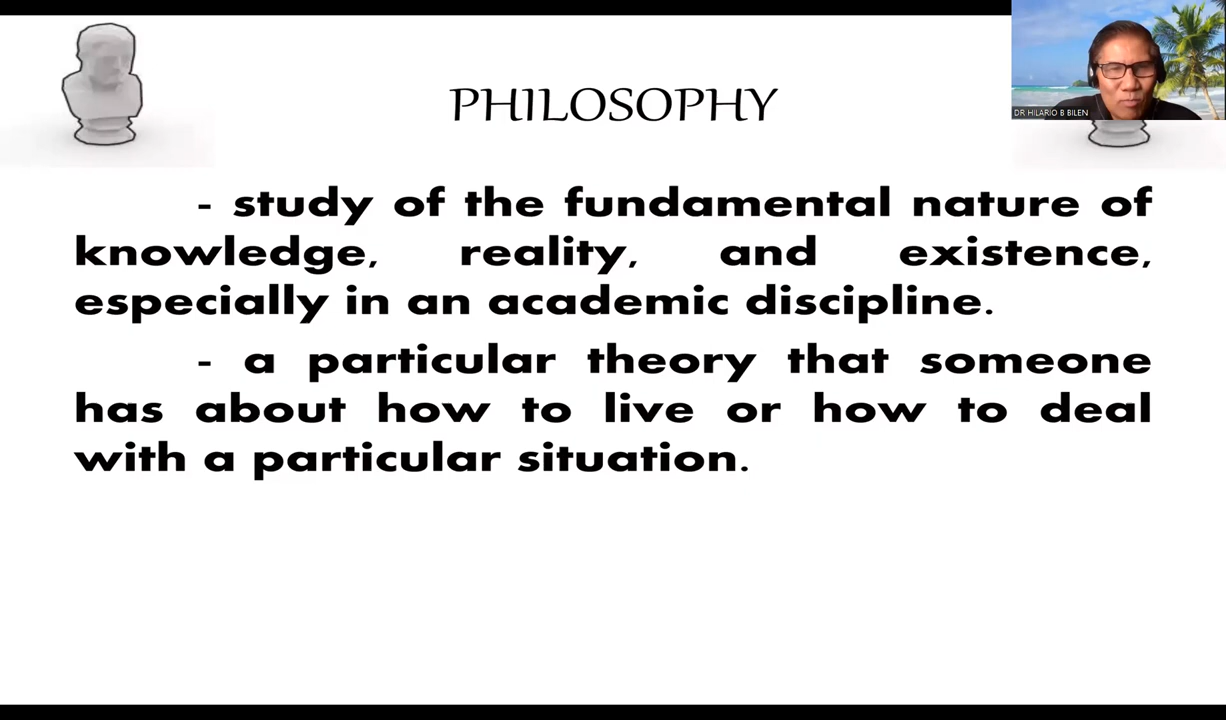 DR HILARIO B BILEN
PHILOSOPHY
- study of the fundamental nature of
knowledge, reality, and existence,
especially in an academic discipline.
- a particular theory that someone
has about how to live or how to deal
with a particular situation.